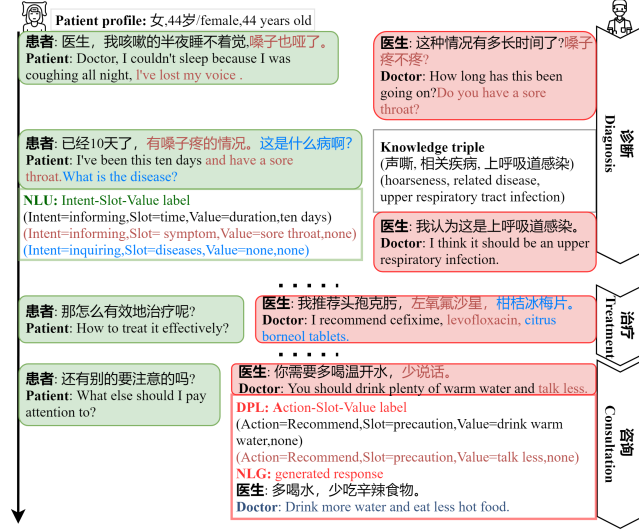 Patient profile: 女,44岁/female,44 years old
患者: 医生，我咳嗽的半夜睡不着觉,嗓子也哑了。
Patient: Doctor, I couldn't sleep because I was
coughing all night, l've lost my voice .
医生: 这种情况有多长时间了?嗓子
疼不疼?
Doctor: How long has this been
going on?Do you have a sore
throat?
诊断
Diagnosis
患者: 已经10天了，有嗓子疼的情况。这是什么病啊?
Patient: I've been this ten days and have a sore
throat.What is the disease?
NLU: Intent-Slot-Value label
(Intent=informing,Slot=time,Value=duration,ten days)
(Intent=informing,Slot= symptom,Value=sore throat,none)
(Intent=inquiring,Slot=diseases,Value=none,none)
Knowledge triple
(声嘶, 相关疾病, 上呼吸道感染)
(hoarseness, related disease,
upper respiratory tract infection)
医生: 我认为这是上呼吸道感染。
Doctor: I think it should be an upper
respiratory infection.
患者: 那怎么有效地治疗呢?
Patient: How to treat it effectively?
医生: 我推荐头孢克肟，左氧氟沙星，柑桔冰梅片。
Doctor: I recommend cefixime, levofloxacin, citrus
borneol tablets.
治疗
Treatment
患者: 还有别的要注意的吗?
Patient: What else should I pay
attention to?
医生: 你需要多喝温开水，少说话。
Doctor: You should drink plenty of warm water and talk less.
DPL: Action-Slot-Value label
(Action=Recommend,Slot=precaution,Value=drink warm
water,none)
(Action=Recommend,Slot=precaution,Value=talk less,none)
NLG: generated response
医生: 多喝水，少吃辛辣食物。
Doctor: Drink more water and eat less hot food.
咨询
Consultation